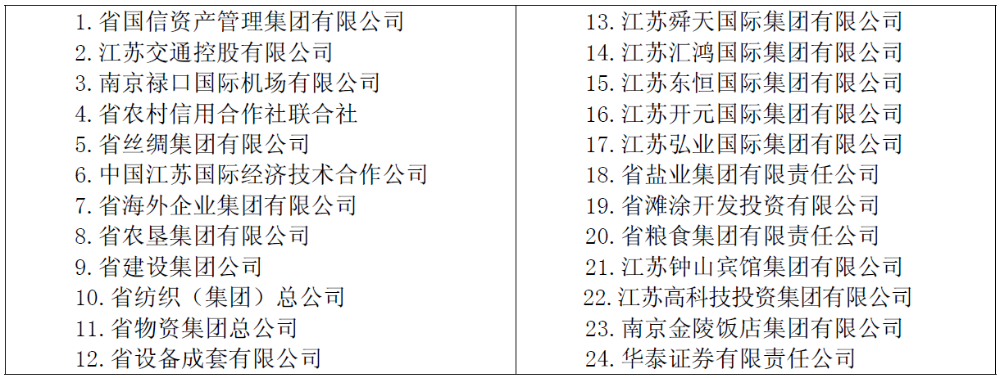 1.省国信资产管理集团有限公司
2.江苏交通控股有限公司
3.南京禄口国际机场有限公司
4.省农村信用合作社联合社
5.省丝绸集团有限公司
6.中国江苏国际经济技术合作公司
7.省海外企业集团有限公司
8.省农垦集团有限公司
9.省建设集团公司
10.省纺织（集团）总公司
11.省物资集团总公司
12.省设备成套有限公司
13.江苏舜天国际集团有限公司
14.江苏汇鸿国际集团有限公司
15.江苏东恒国际集团有限公司
16.江苏开元国际集团有限公司
17.江苏弘业国际集团有限公司
18.省盐业集团有限责任公司
19.省滩涂开发投资有限公司
20.省粮食集团有限责任公司
21.江苏钟山宾馆集团有限公司
22.江苏高科技投资集团有限公司
23.南京金陵饭店集团有限公司
24.华泰证券有限责任公司